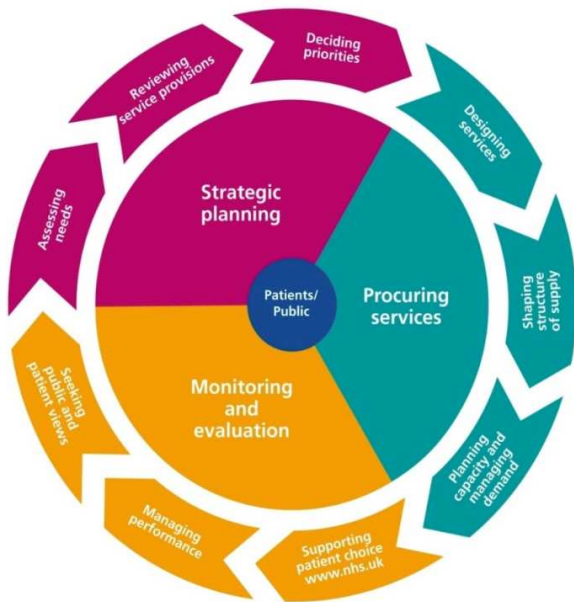 Deciding
priorities
Designing
services
Shaping
structure
of supply
Planning
capacity and
managing
demand
Supporting
patient choice
www.nhs.uk
Managing
performance
Seeking
public and
patient views
Assessing
needs
Reviewing
service provisions
Strategic
planning
Procuring
services
Monitoring
and
evaluation
Patients/
Public